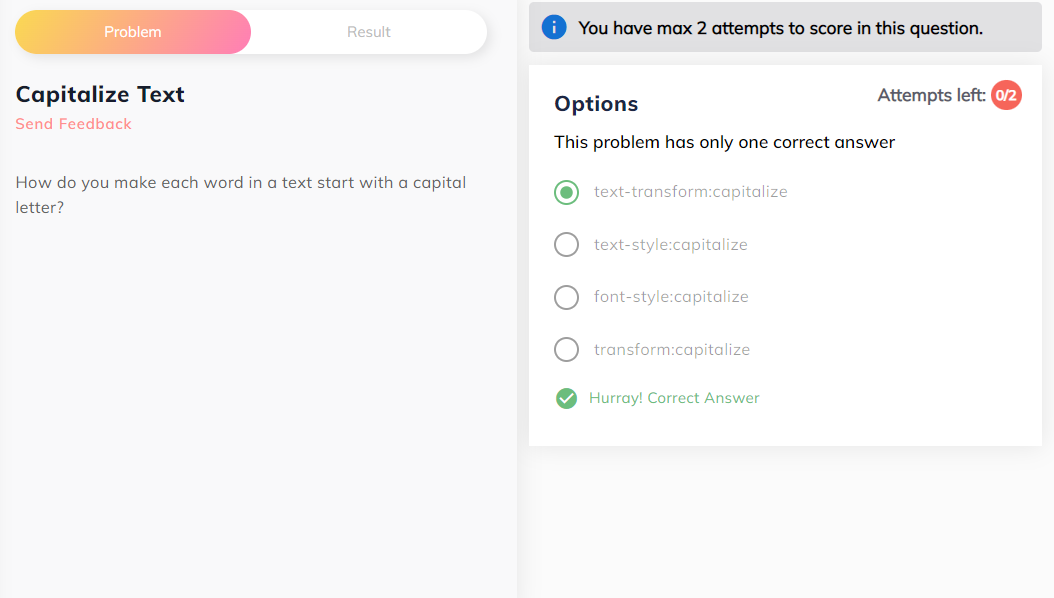 Problem
Result
Capitalize Text
Send Feedback
How do you make each word in a text start with a capital
letter?
i
You have max 2 attempts to score in this question.
Options
Attempts left: 0/2
This problem has only one correct answer
text-transform:capitalize
text-style:capitalize
font-style:capitalize
transform:capitalize
Hurray! Correct Answer